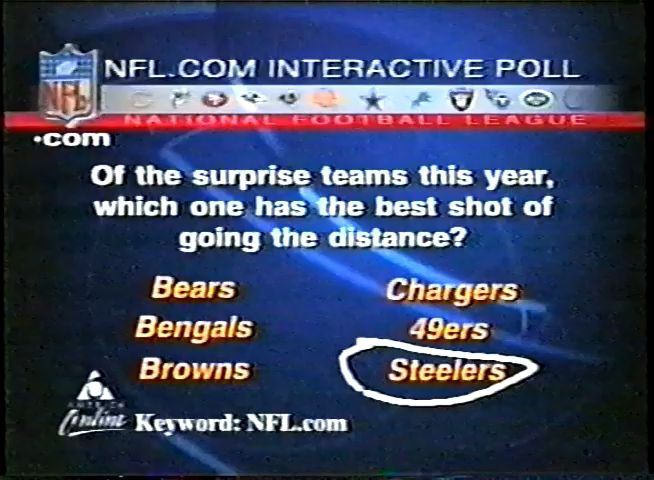 NFL.COM INTERACTIVE POLL
NFL
NATIONAL FOOTBALL LEAGUE
.com
Of the surprise teams this year,
which one has the best shot of
going the distance?
Bears
Chargers
Bengals
49ers
Browns
Steelers
AMERICA
Online
Keyword: NFL.com